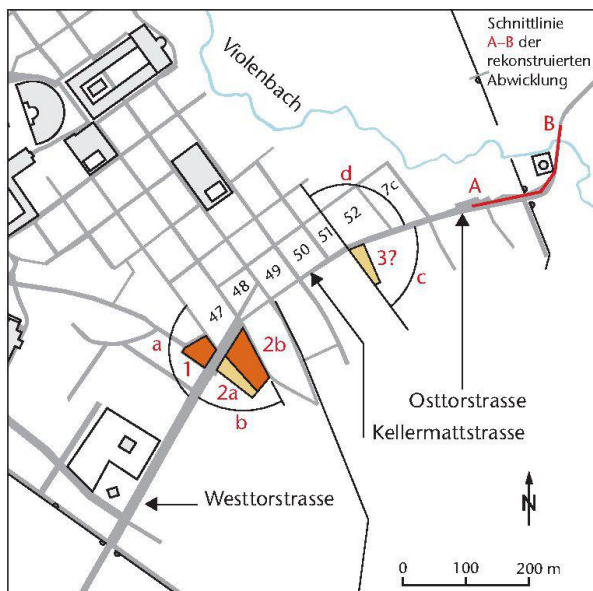 Schnittlinie
A–B der
rekonstruierten
Abwicklung
Violenbach
B
A
d
7c
52
51
50
49
48
47
3?
c
a
1
2b
2a
b
Osttorstrasse
Kellermattstrasse
Westtorstrasse
N
0 100 200 m